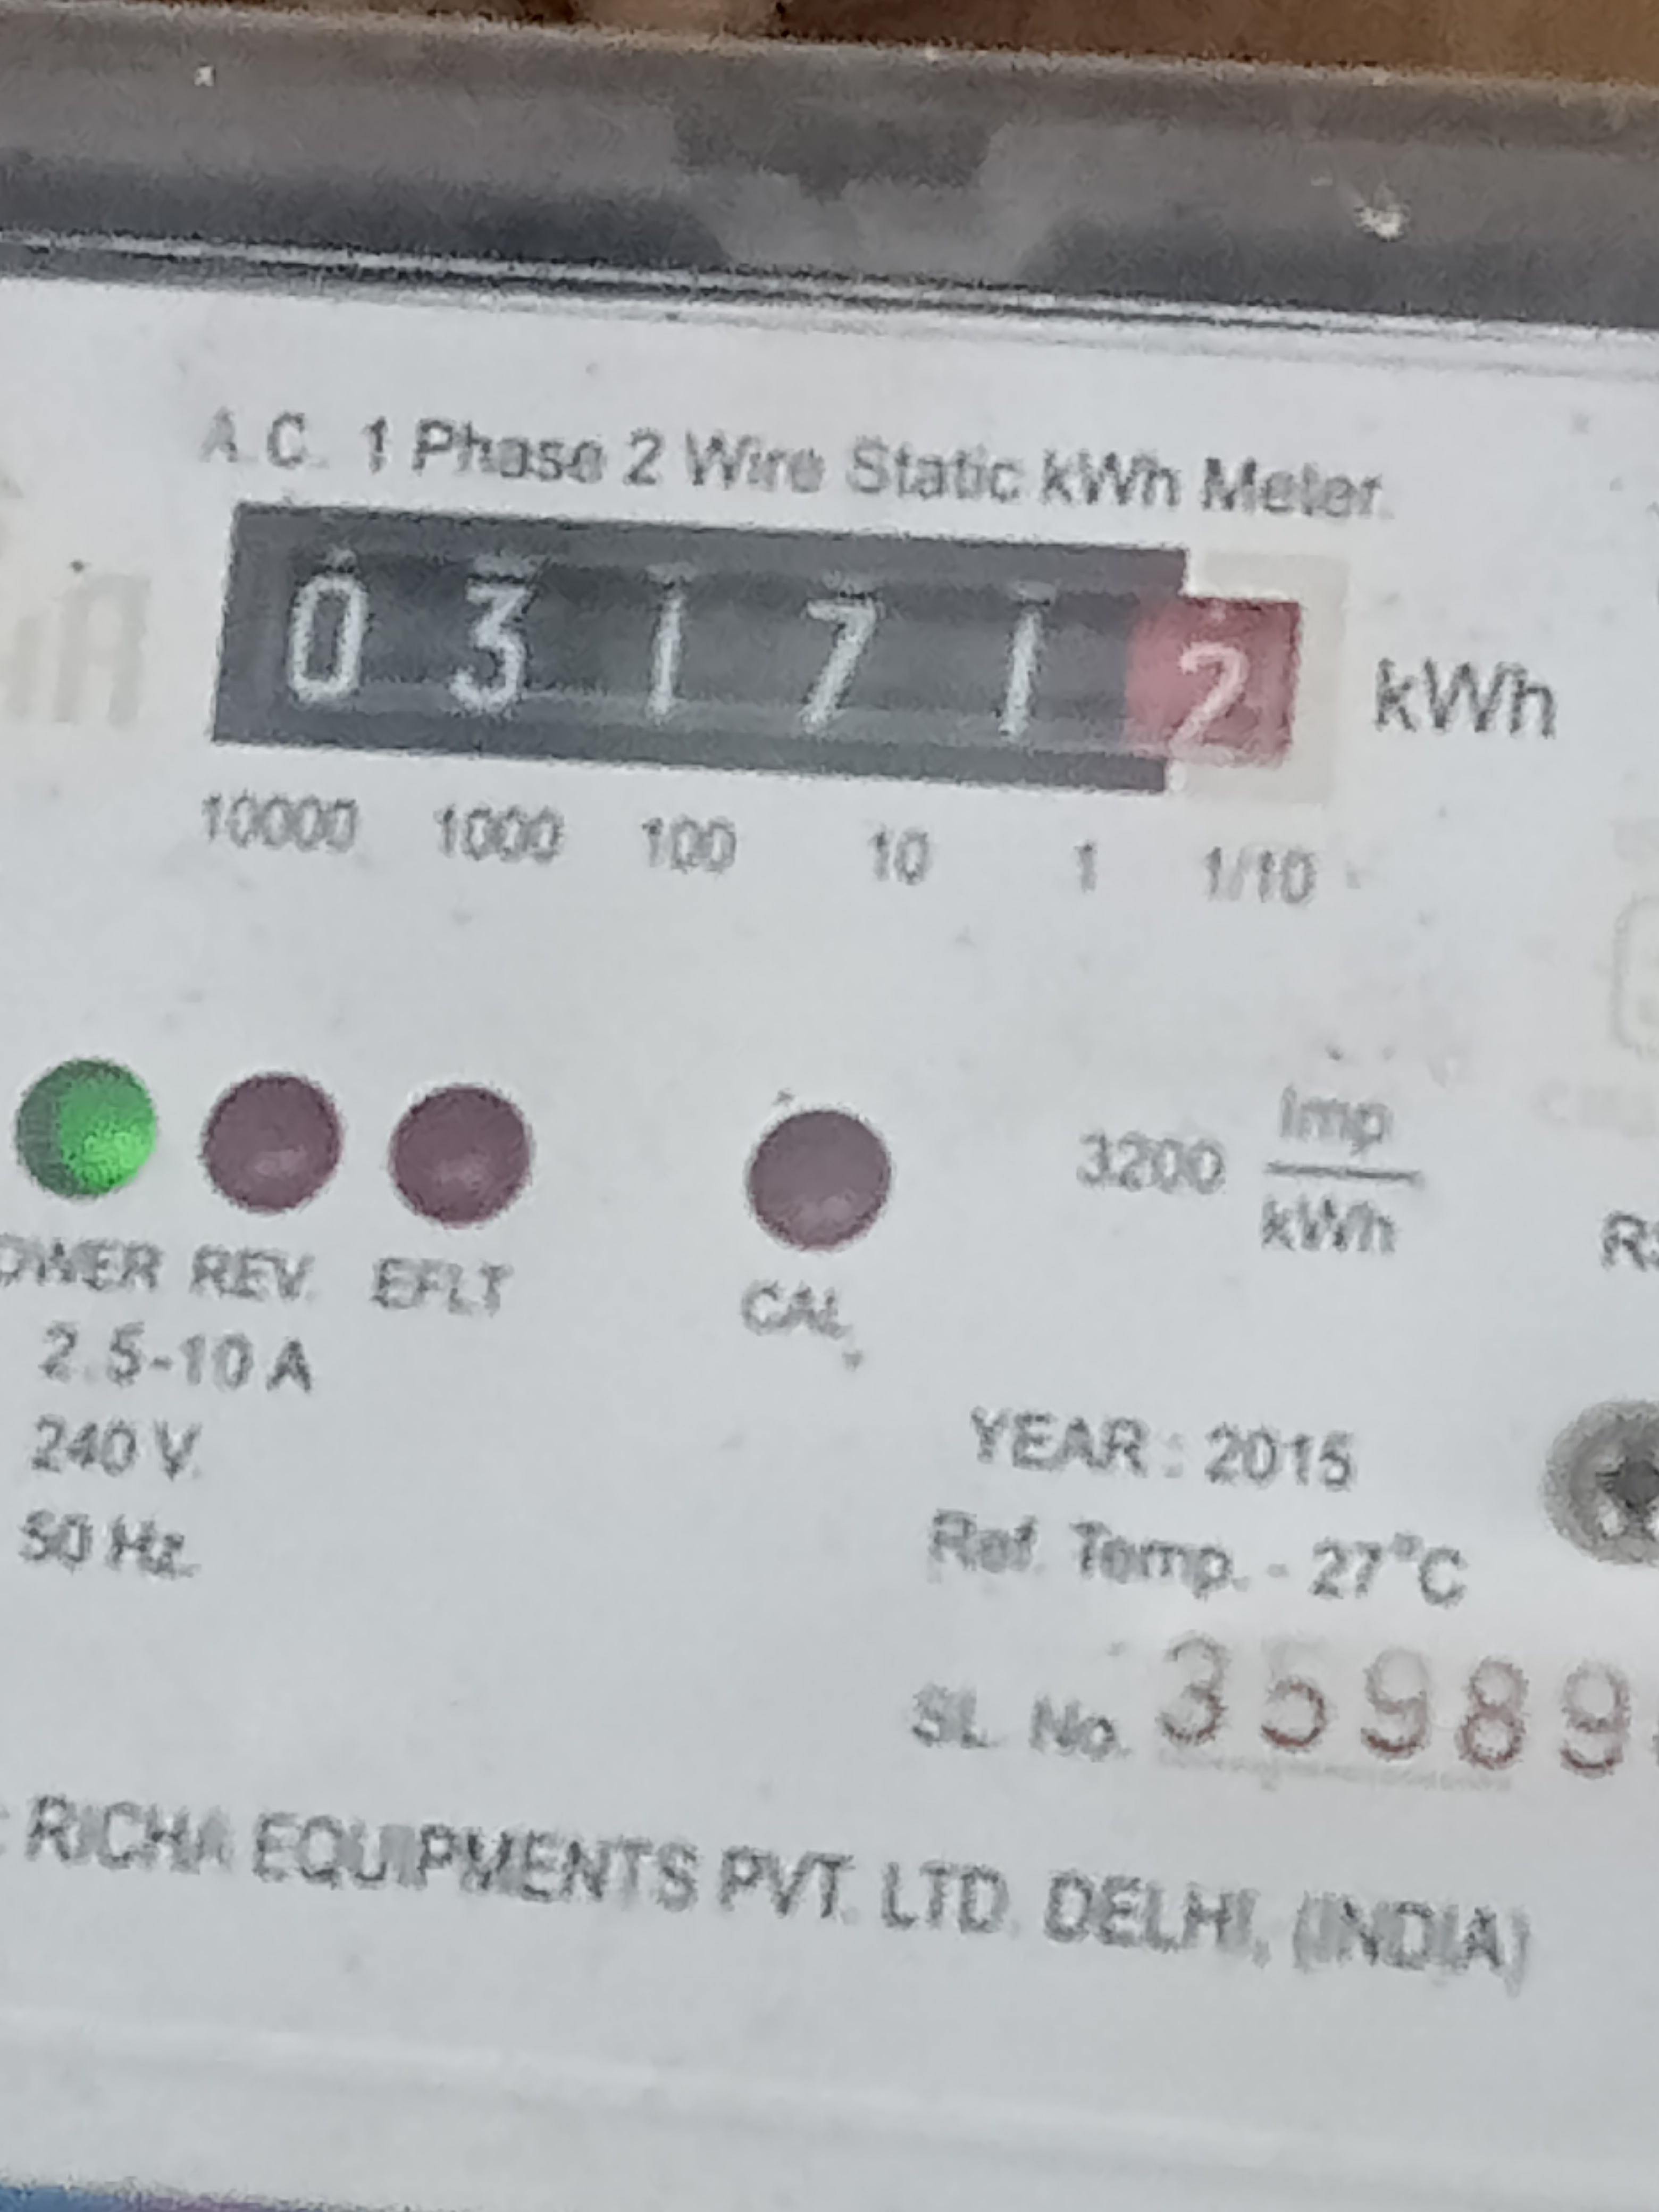 A.C. 1 Phase 2 Wire Static kWh Meter.
0 3 1 7 1 2 kWh
10000 1000 100 10 1 1/10
3200 Imp
kWh
OWER REV. EFLT CAL.
2.5-10 A
240 V.
50 Hz.
YEAR : 2015
Ref. Temp. - 27°C
SL. No. 35989
: RICHA EQUIPMENTS PVT. LTD. DELHI, (INDIA)